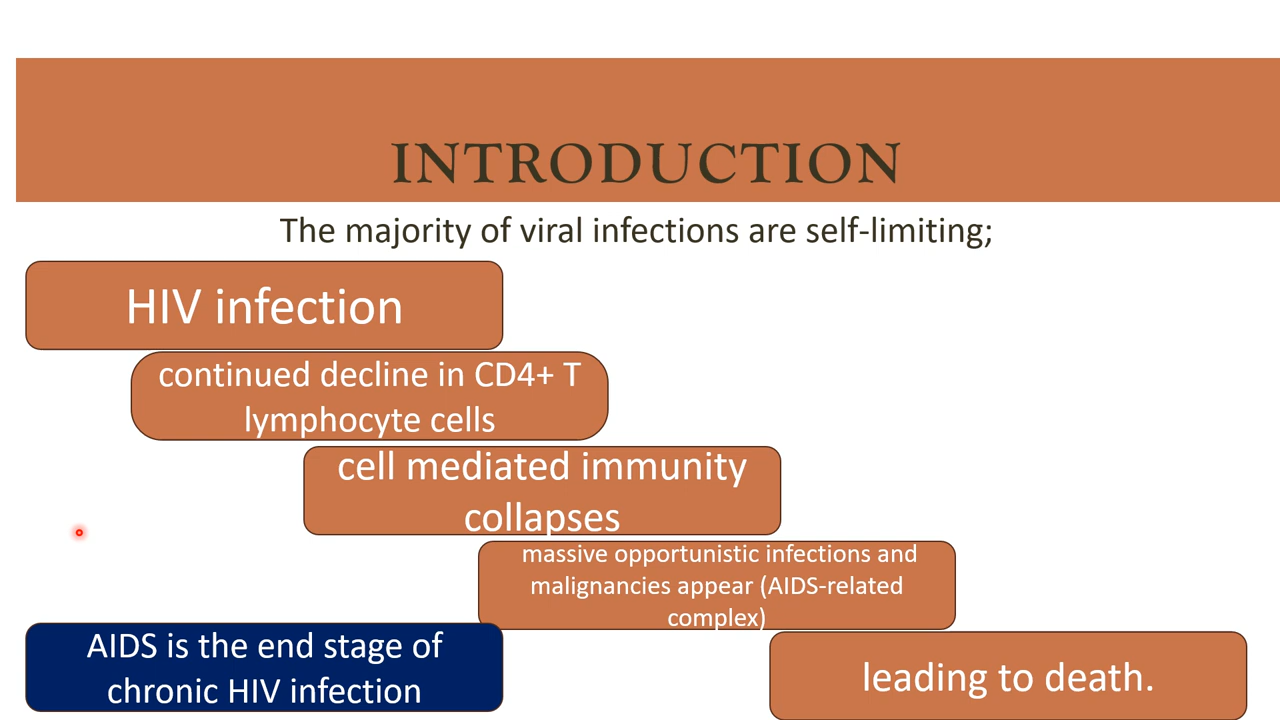 INTRODUCTION
The majority of viral infections are self-limiting;
HIV infection
continued decline in CD4+ T
lymphocyte cells
cell mediated immunity
collapses
massive opportunistic infections and
malignancies appear (AIDS-related
complex)
AIDS is the end stage of
chronic HIV infection
leading to death.